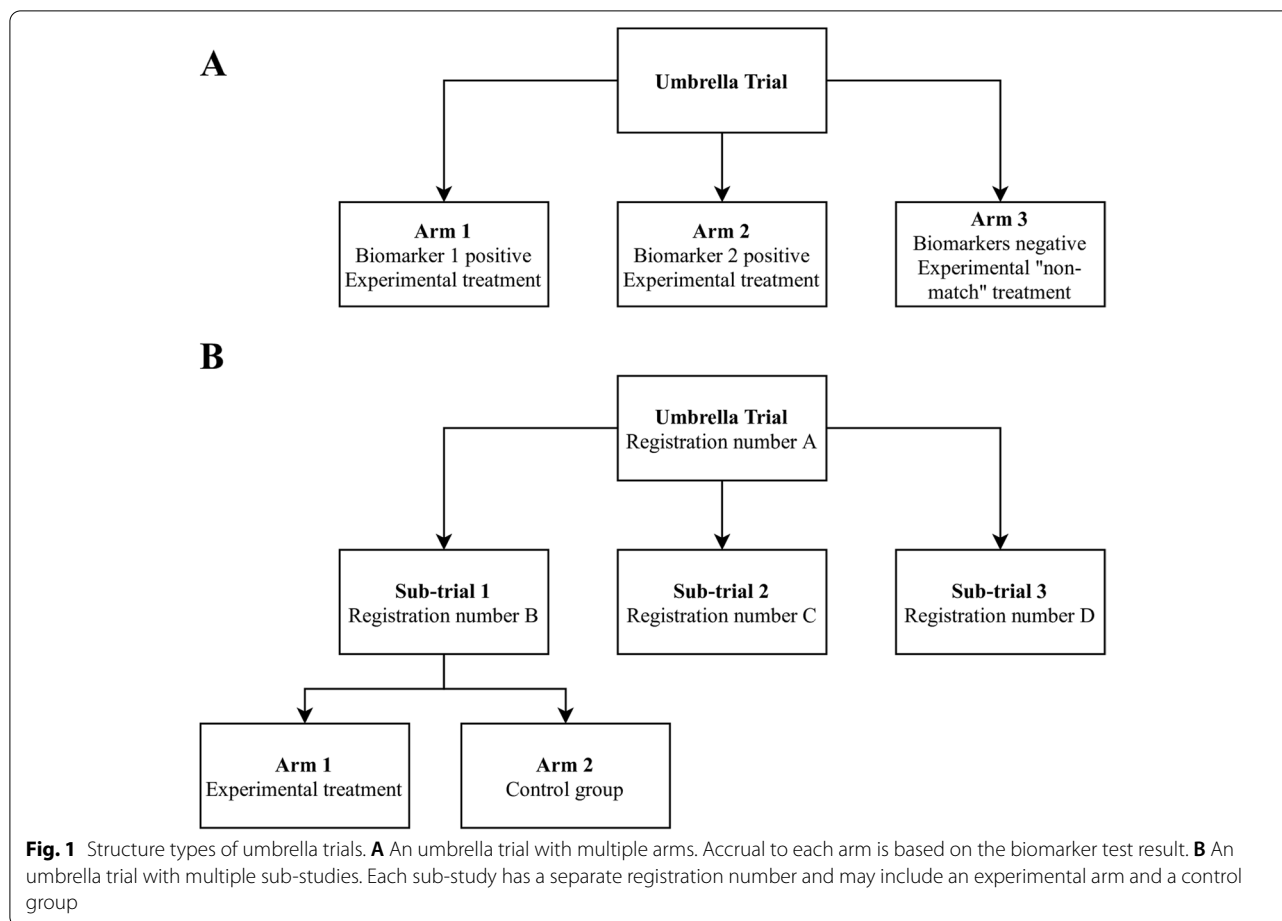 A
Umbrella Trial
Arm 1
Biomarker 1 positive
Experimental treatment
Arm 2
Biomarker 2 positive
Experimental treatment
Arm 3
Biomarkers negative
Experimental "non-
match" treatment
B
Umbrella Trial
Registration number A
Sub-trial 1
Registration number B
Sub-trial 2
Registration number C
Sub-trial 3
Registration number D
Arm 1
Experimental treatment
Arm 2
Control group
Fig. 1 Structure types of umbrella trials. A An umbrella trial with multiple arms. Accrual to each arm is based on the biomarker test result. B An
umbrella trial with multiple sub-studies. Each sub-study has a separate registration number and may include an experimental arm and a control
group